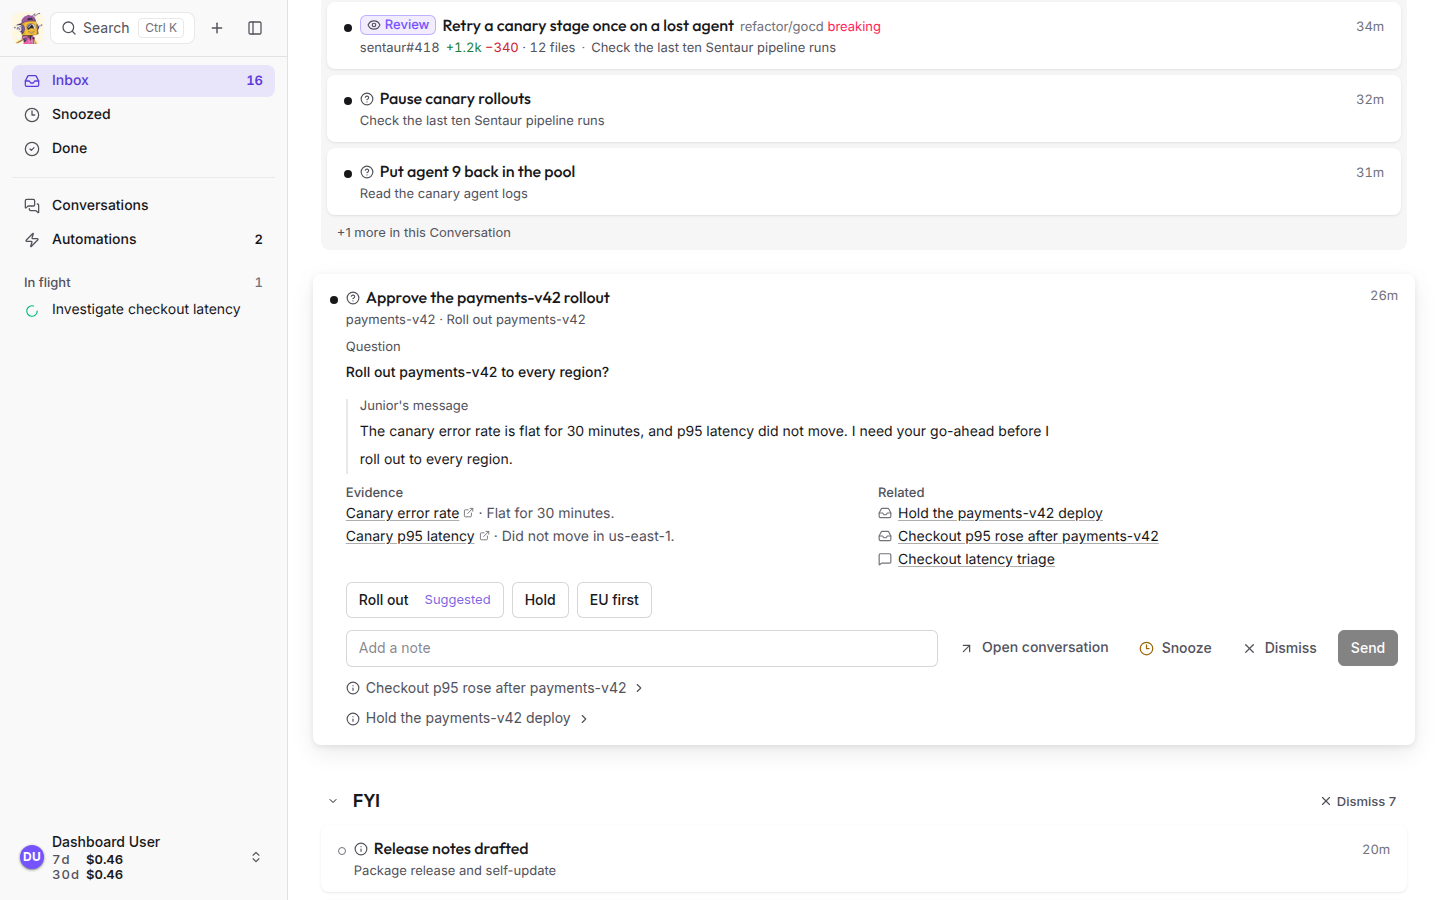 Search Ctrl K
Inbox 16
Snoozed
Done
Conversations
Automations 2
In flight 1
Investigate checkout latency
DU
Dashboard User
7d $0.46
30d $0.46
Review Retry a canary stage once on a lost agent refactor/gocd breaking 34m
sentaur#418 +1.2k −340 · 12 files · Check the last ten Sentaur pipeline runs
Pause canary rollouts 32m
Check the last ten Sentaur pipeline runs
Put agent 9 back in the pool 31m
Read the canary agent logs
+1 more in this Conversation
Approve the payments-v42 rollout 26m
payments-v42 · Roll out payments-v42
Question
Roll out payments-v42 to every region?
Junior's message
The canary error rate is flat for 30 minutes, and p95 latency did not move. I need your go-ahead before I
roll out to every region.
Evidence
Canary error rate · Flat for 30 minutes.
Canary p95 latency · Did not move in us-east-1.
Related
Hold the payments-v42 deploy
Checkout p95 rose after payments-v42
Checkout latency triage
Roll out Suggested Hold EU first
Add a note Open conversation Snooze Dismiss Send
Checkout p95 rose after payments-v42
Hold the payments-v42 deploy
FYI Dismiss 7
Release notes drafted 20m
Package release and self-update